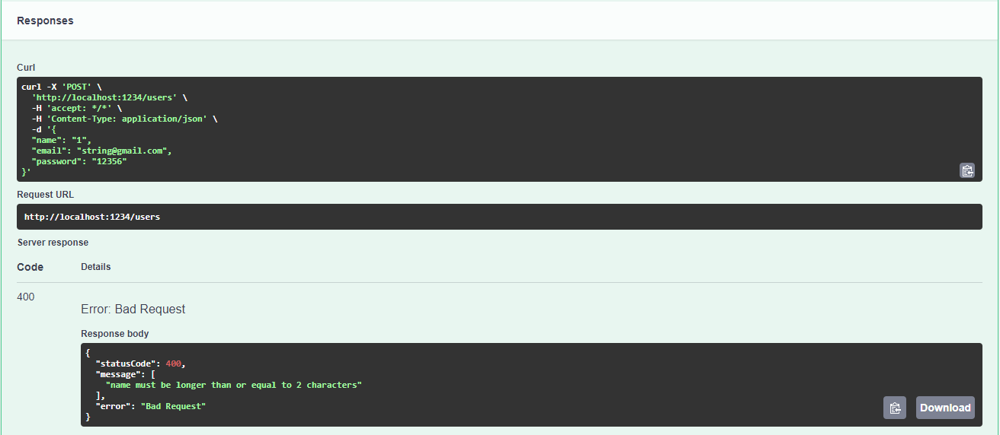 Responses
Curl
curl -X 'POST' \
  'http://localhost:1234/users' \
  -H 'accept: */*' \
  -H 'Content-Type: application/json' \
  -d '{
  "name": "1",
  "email": "string@gmail.com",
  "password": "12356"
}'
Request URL
http://localhost:1234/users
Server response
Code Details
400
Error: Bad Request
Response body
{
  "statusCode": 400,
  "message": [
    "name must be longer than or equal to 2 characters"
  ],
  "error": "Bad Request"
}
Download